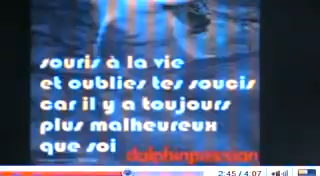 souris à la vie
et oublies tes soucis
car il y a toujours
plus malheureux
que soi
dolphinpassion
2:45 / 4:07